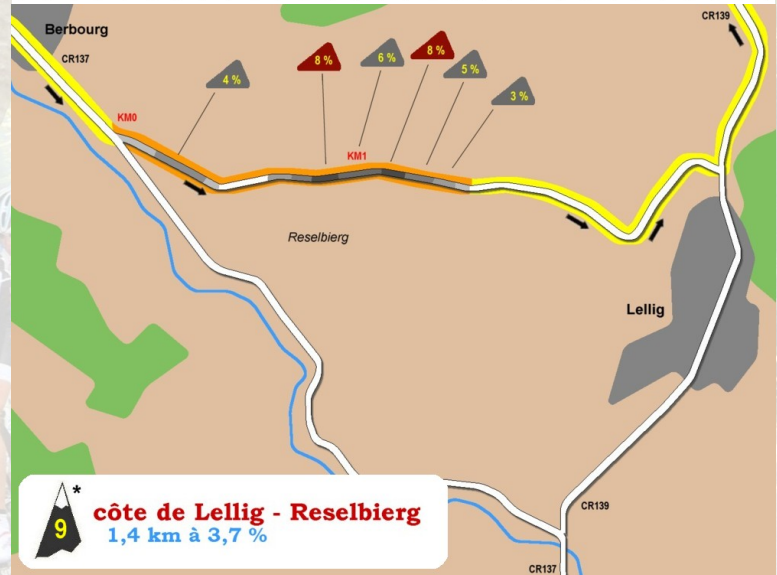 CR139
Berbourg
CR137
8 %
6 %
8 %
4 %
5 %
3 %
KM0
KM1
Reselbierg
Lellig
*
9
côte de Lellig - Reselbierg
1,4 km à 3,7 %
CR139
CR137